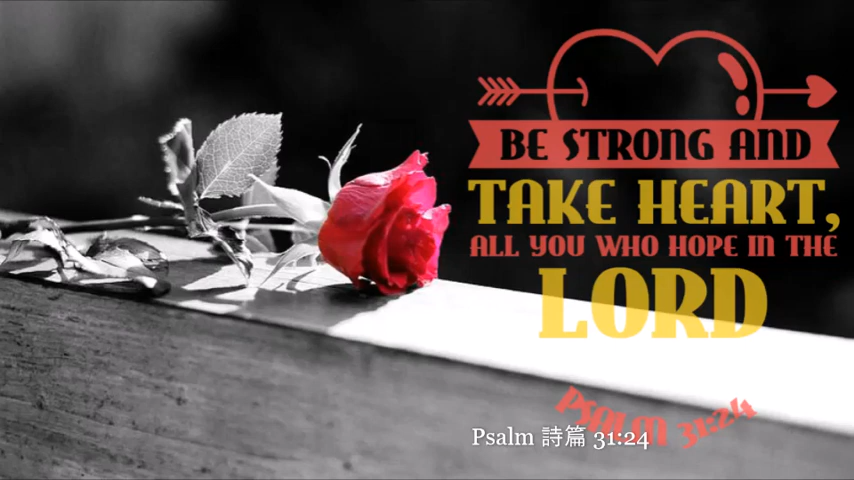 BE STRONG AND
TAKE HEART,
ALL YOU WHO HOPE IN THE
LORD
PSALM 31:24
Psalm 詩篇 31:24